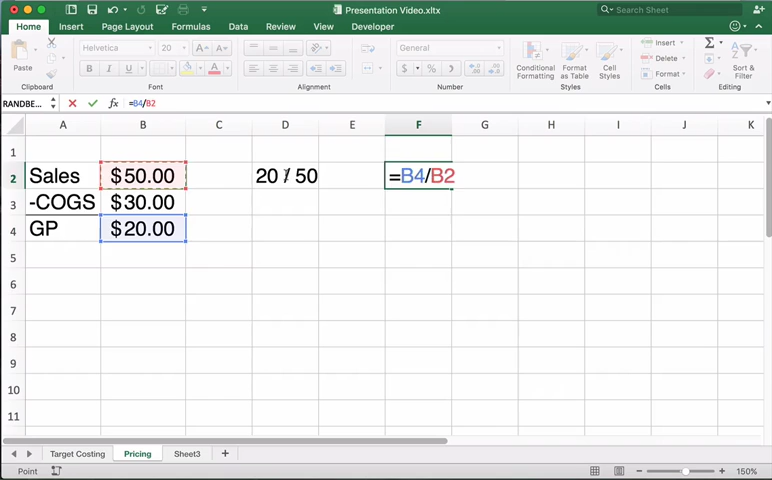 Presentation Video.xltx
Search Sheet
Home Insert Page Layout Formulas Data Review View Developer
Paste
Clipboard
Helvetica 20 A A
B I U A
Font
Alignment
General
$ % )
Number
Conditional Formatting
Format as Table
Cell Styles
Styles
Insert
Delete
Format
Cells
Σ
Sort & Filter
Editing
RANDBE... fx =B4/B2
A B C D E F G H I J K
1
2 Sales $50.00 20 / 50 =B4/B2
3 -COGS $30.00
4 GP $20.00
5
6
7
8
9
10
11
Target Costing Pricing Sheet3 +
Point
150%